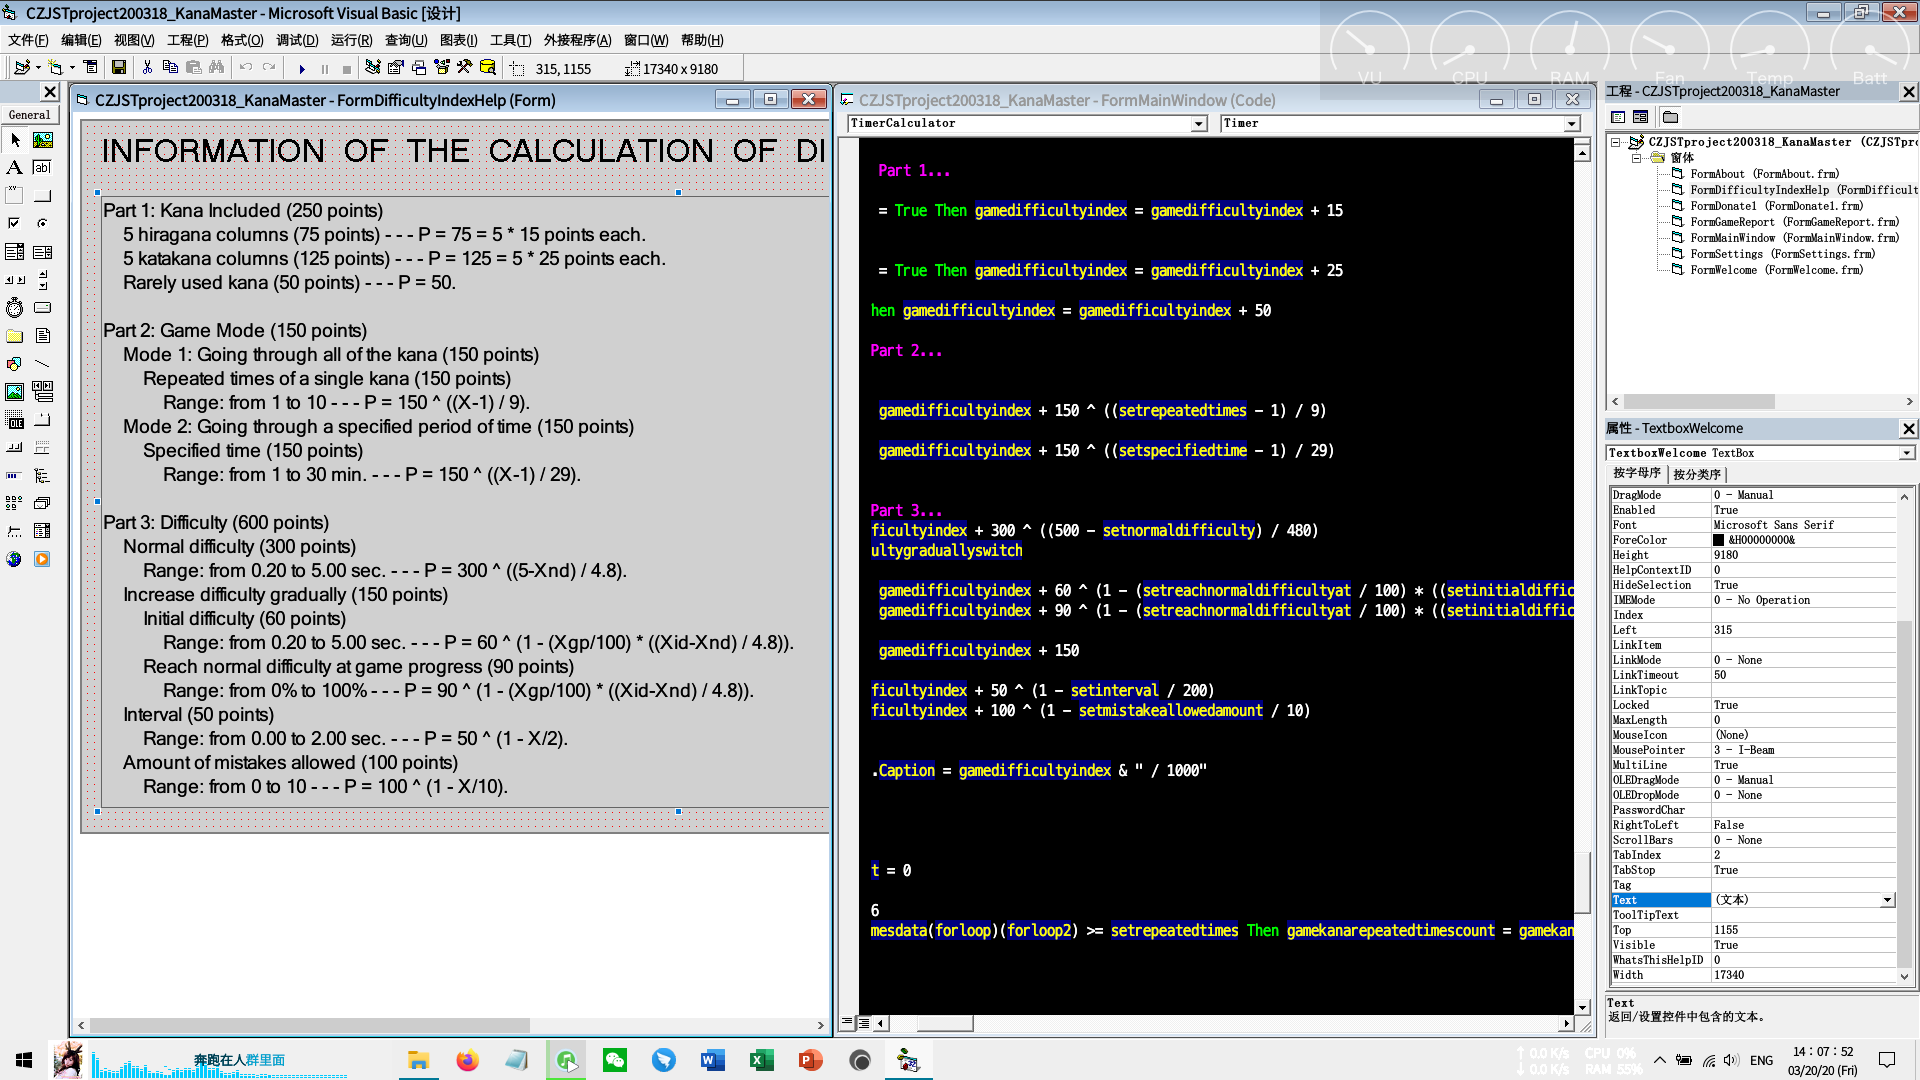 CZJSTproject200318_KanaMaster - Microsoft Visual Basic [设计]
文件(F) 编辑(E) 视图(V) 工程(P) 格式(O) 调试(D) 运行(R) 查询(U) 图表(I) 工具(T) 外接程序(A) 窗口(W) 帮助(H)
315, 1155 17340 x 9180
VU CPU RAM Fan Temp Batt
General
CZJSTproject200318_KanaMaster - FormDifficultyIndexHelp (Form)
INFORMATION OF THE CALCULATION OF DI
Part 1: Kana Included (250 points)
5 hiragana columns (75 points) - - - P = 75 = 5 * 15 points each.
5 katakana columns (125 points) - - - P = 125 = 5 * 25 points each.
Rarely used kana (50 points) - - - P = 50.
Part 2: Game Mode (150 points)
Mode 1: Going through all of the kana (150 points)
Repeated times of a single kana (150 points)
Range: from 1 to 10 - - - P = 150 ^ ((X-1) / 9).
Mode 2: Going through a specified period of time (150 points)
Specified time (150 points)
Range: from 1 to 30 min. - - - P = 150 ^ ((X-1) / 29).
Part 3: Difficulty (600 points)
Normal difficulty (300 points)
Range: from 0.20 to 5.00 sec. - - - P = 300 ^ ((5-Xnd) / 4.8).
Increase difficulty gradually (150 points)
Initial difficulty (60 points)
Range: from 0.20 to 5.00 sec. - - - P = 60 ^ (1 - (Xgp/100) * ((Xid-Xnd) / 4.8)).
Reach normal difficulty at game progress (90 points)
Range: from 0% to 100% - - - P = 90 ^ (1 - (Xgp/100) * ((Xid-Xnd) / 4.8)).
Interval (50 points)
Range: from 0.00 to 2.00 sec. - - - P = 50 ^ (1 - X/2).
Amount of mistakes allowed (100 points)
Range: from 0 to 10 - - - P = 100 ^ (1 - X/10).
CZJSTproject200318_KanaMaster - FormMainWindow (Code)
TimerCalculator Timer
Part 1...
= True Then gamedifficultyindex = gamedifficultyindex + 15
= True Then gamedifficultyindex = gamedifficultyindex + 25
hen gamedifficultyindex = gamedifficultyindex + 50
Part 2...
gamedifficultyindex + 150 ^ ((setrepeatedtimes - 1) / 9)
gamedifficultyindex + 150 ^ ((setspecifiedtime - 1) / 29)
Part 3...
ficultyindex + 300 ^ ((500 - setnormaldifficulty) / 480)
ultygraduallyswitch
gamedifficultyindex + 60 ^ (1 - (setreachnormaldifficultyat / 100) * ((setinitialdiffic
gamedifficultyindex + 90 ^ (1 - (setreachnormaldifficultyat / 100) * ((setinitialdiffic
gamedifficultyindex + 150
ficultyindex + 50 ^ (1 - setinterval / 200)
ficultyindex + 100 ^ (1 - setmistakeallowedamount / 10)
.Caption = gamedifficultyindex & " / 1000"
t = 0
6
mesdata(forloop)(forloop2) >= setrepeatedtimes Then gamekanarepeatedtimescount = gamekan
工程 - CZJSTproject200318_KanaMaster
CZJSTproject200318_KanaMaster (CZJSTpr
窗体
FormAbout (FormAbout.frm)
FormDifficultyIndexHelp (FormDifficult
FormDonate1 (FormDonate1.frm)
FormGameReport (FormGameReport.frm)
FormMainWindow (FormMainWindow.frm)
FormSettings (FormSettings.frm)
FormWelcome (FormWelcome.frm)
属性 - TextboxWelcome
TextboxWelcome TextBox
按字母序 按分类序
DragMode 0 - Manual
Enabled True
Font Microsoft Sans Serif
ForeColor &H00000000&
Height 9180
HelpContextID 0
HideSelection True
IMEMode 0 - No Operation
Index
Left 315
LinkItem
LinkMode 0 - None
LinkTimeout 50
LinkTopic
Locked True
MaxLength 0
MouseIcon (None)
MousePointer 3 - I-Beam
MultiLine True
OLEDragMode 0 - Manual
OLEDropMode 0 - None
PasswordChar
RightToLeft False
ScrollBars 0 - None
TabIndex 2
TabStop True
Tag
Text (文本)
ToolTipText
Top 1155
Visible True
WhatsThisHelpID 0
Width 17340
Text
返回/设置控件中包含的文本。
奔跑在人群里面
↑ 0.0 K/s CPU 0%
↓ 0.0 K/s RAM 55%
ENG
14:07:52
03/20/20 (Fri)